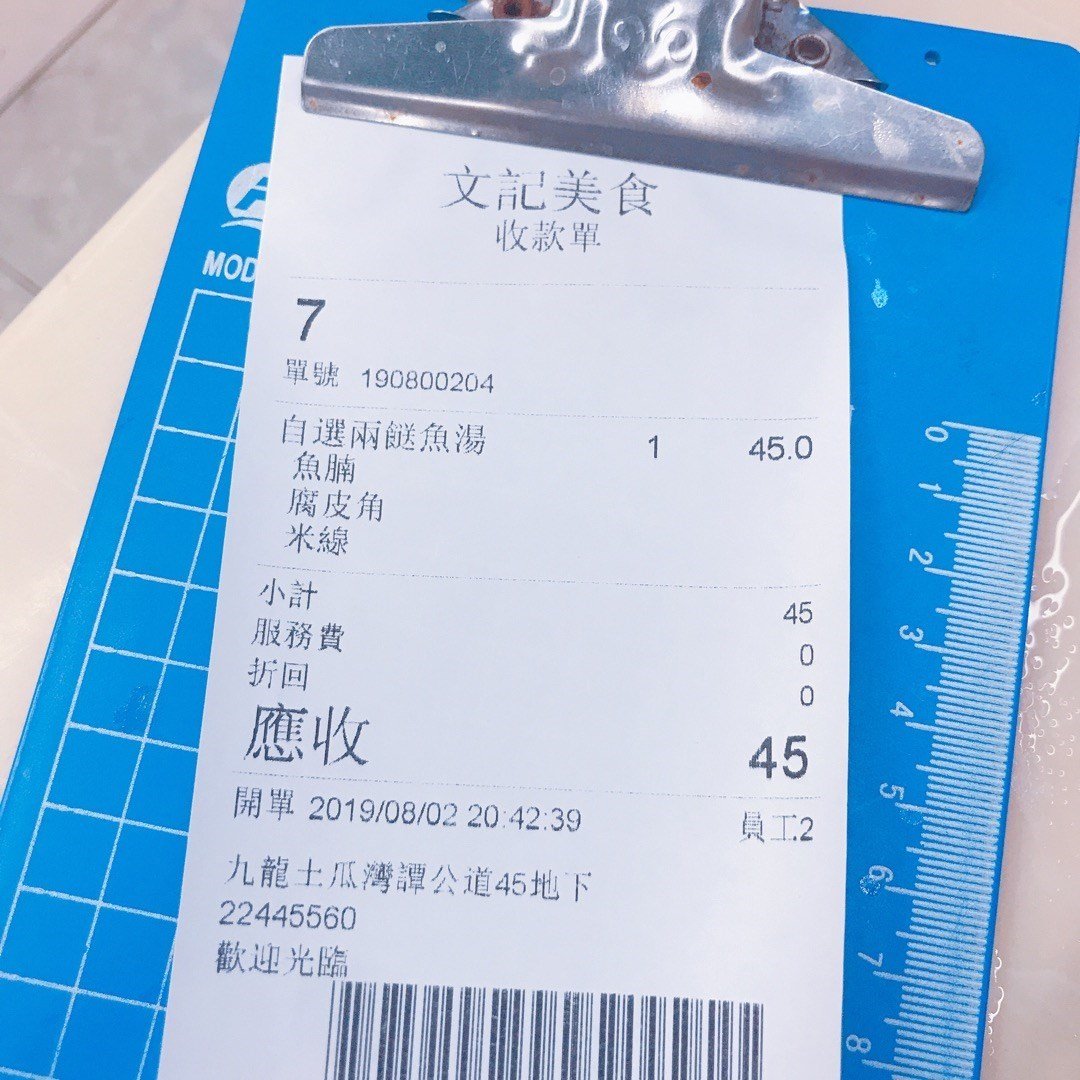 文記美食
收款單
7
單號 190800204
自選兩餸魚湯 1 45.0
魚腩
腐皮角
米線
小計 45
服務費 0
折回 0
應收 45
開單 2019/08/02 20:42:39 員工2
九龍土瓜灣譚公道45地下
22445560
歡迎光臨
MOD
0
1
2
3
4
5
6
7
8